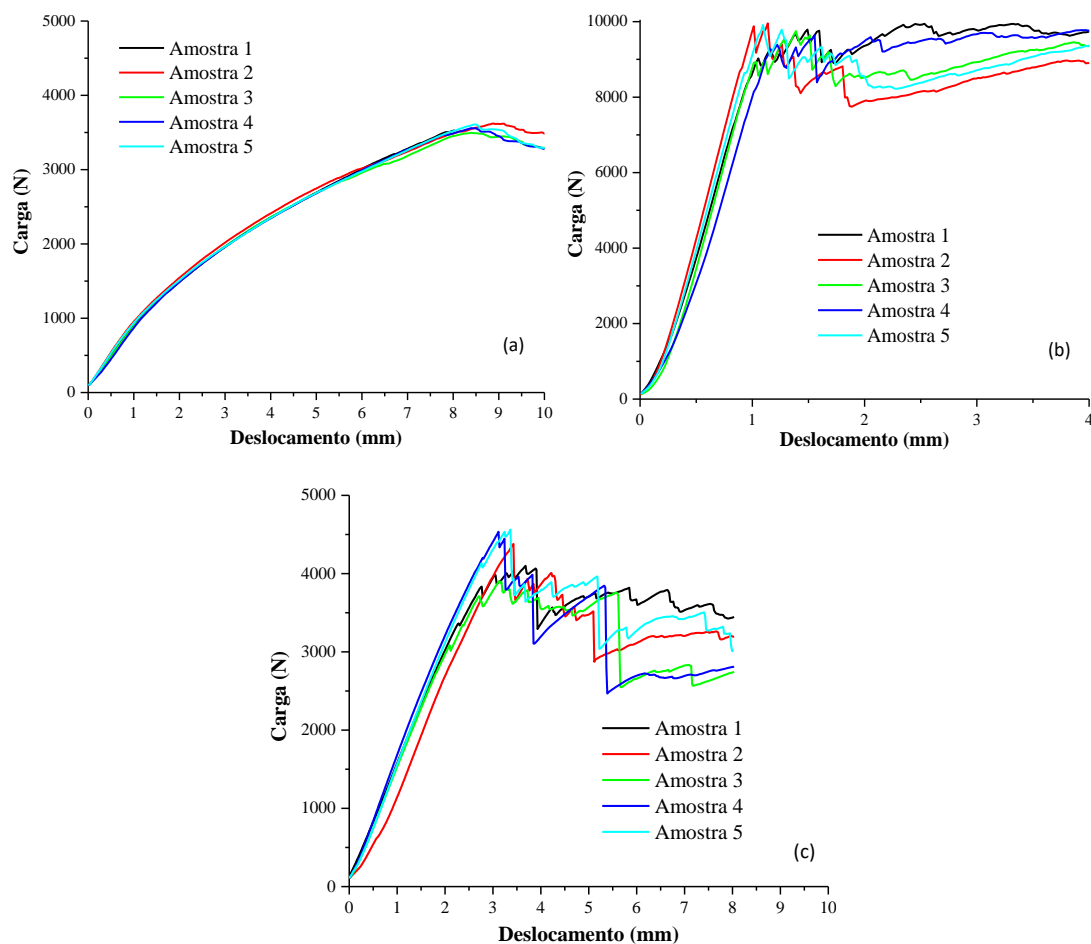 5000
4000
3000
2000
1000
0
Carga (N)
Amostra 1
Amostra 2
Amostra 3
Amostra 4
Amostra 5
(a)
0 1 2 3 4 5 6 7 8 9 10
Deslocamento (mm)
10000
8000
6000
4000
2000
0
Carga (N)
Amostra 1
Amostra 2
Amostra 3
Amostra 4
Amostra 5
(b)
0 1 2 3 4
Deslocamento (mm)
5000
4000
3000
2000
1000
0
Carga (N)
Amostra 1
Amostra 2
Amostra 3
Amostra 4
Amostra 5
(c)
0 1 2 3 4 5 6 7 8 9 10
Deslocamento (mm)